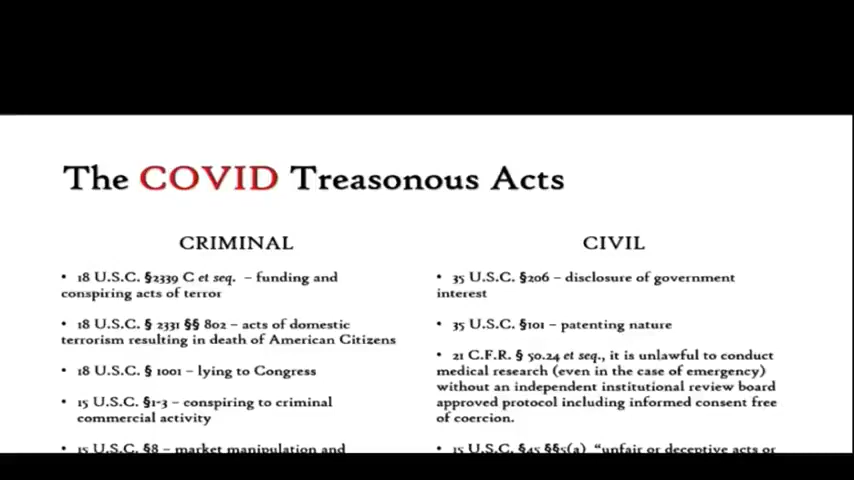 The COVID Treasonous Acts
CRIMINAL
• 18 U.S.C. §2339 C et seq. – funding and
conspiring acts of terror
• 18 U.S.C. § 2331 §§ 802 – acts of domestic
terrorism resulting in death of American Citizens
• 18 U.S.C. § 1001 – lying to Congress
• 15 U.S.C. §1-3 – conspiring to criminal
commercial activity
• 15 U.S.C. §8 – market manipulation and
CIVIL
• 35 U.S.C. §206 – disclosure of government
interest
• 35 U.S.C. §101 – patenting nature
• 21 C.F.R. § 50.24 et seq., it is unlawful to conduct
medical research (even in the case of emergency)
without an independent institutional review board
approved protocol including informed consent free
of coercion.
• 15 U.S.C. §45 §§5(a) “unfair or deceptive acts or